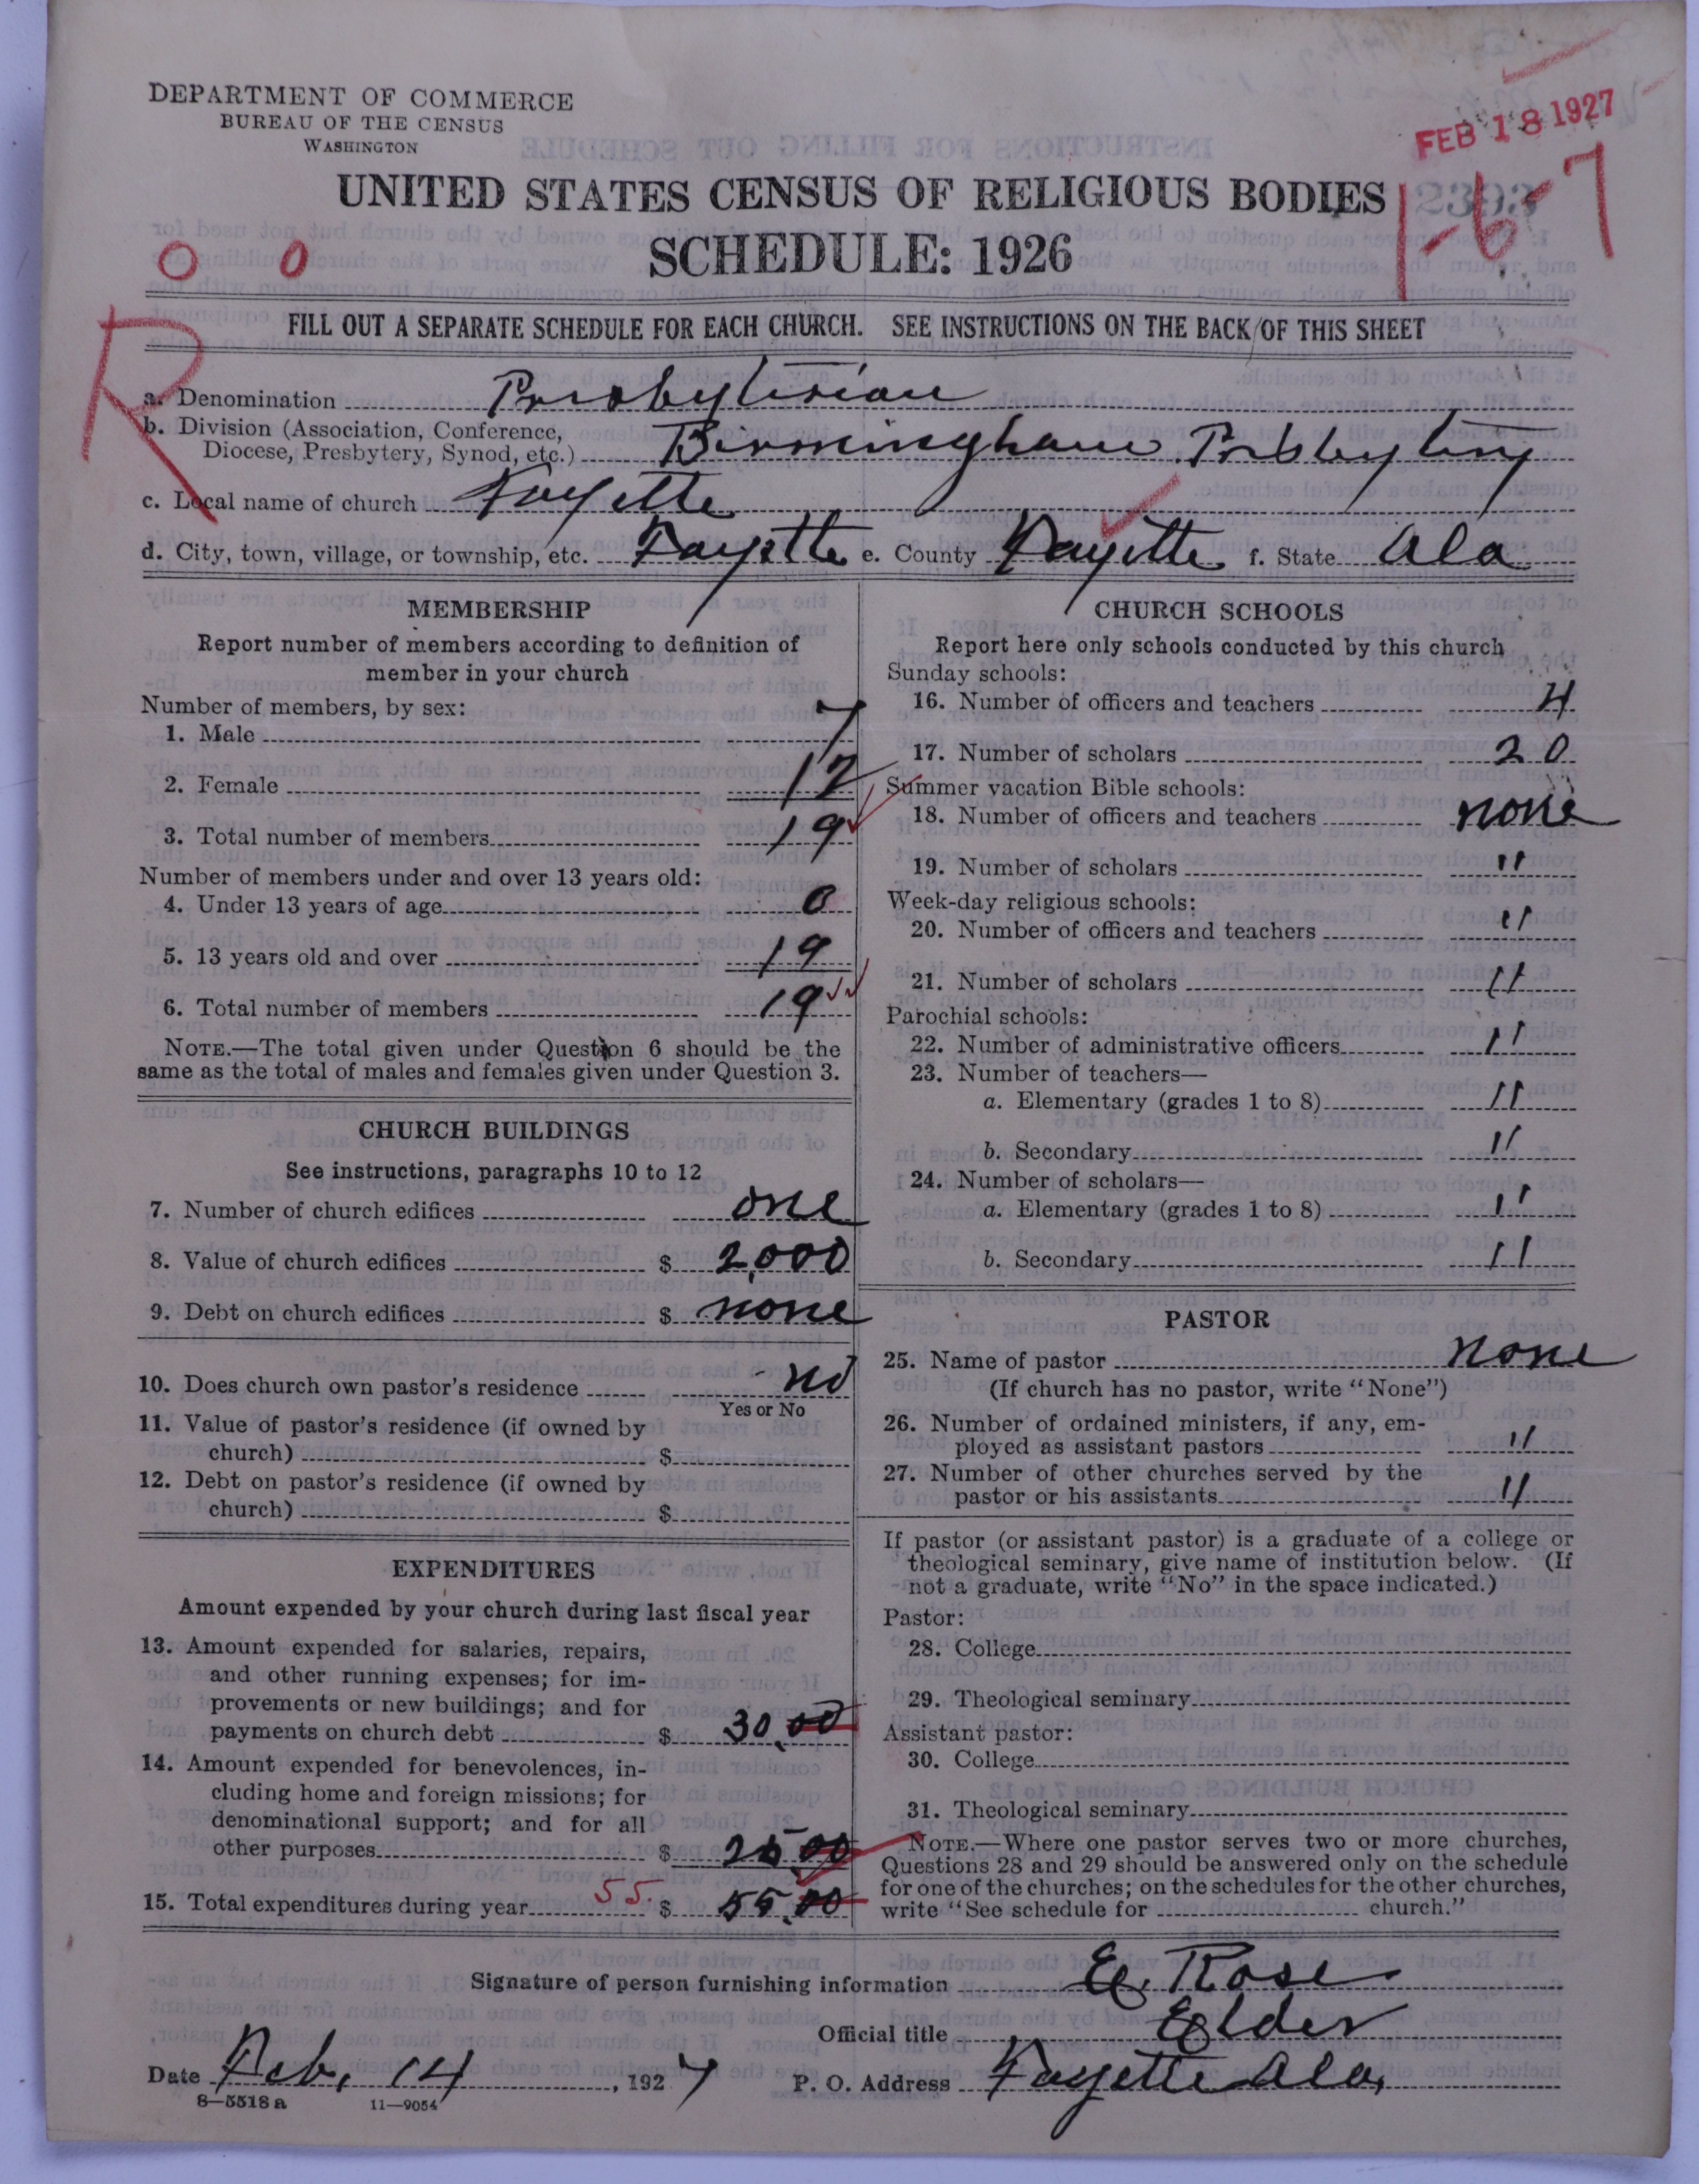 DEPARTMENT OF COMMERCE
BUREAU OF THE CENSUS
WASHINGTON
FEB 18 1927
2393
1-6-7
UNITED STATES CENSUS OF RELIGIOUS BODIES
SCHEDULE: 1926
O O
R
FILL OUT A SEPARATE SCHEDULE FOR EACH CHURCH. SEE INSTRUCTIONS ON THE BACK OF THIS SHEET
a. Denomination Presbyterian
b. Division (Association, Conference,
Diocese, Presbytery, Synod, etc.) Birmingham Presbytery
c. Local name of church Fayette
d. City, town, village, or township, etc. Fayette e. County Fayette f. State Ala
MEMBERSHIP
Report number of members according to definition of
member in your church
Number of members, by sex:
1. Male 7
2. Female 12
3. Total number of members 19
Number of members under and over 13 years old:
4. Under 13 years of age 0
5. 13 years old and over 19
6. Total number of members 19
NOTE.—The total given under Question 6 should be the
same as the total of males and females given under Question 3.
CHURCH BUILDINGS
See instructions, paragraphs 10 to 12
7. Number of church edifices one
8. Value of church edifices $ 2,000
9. Debt on church edifices $ none
10. Does church own pastor's residence no
Yes or No
11. Value of pastor's residence (if owned by
church) $
12. Debt on pastor's residence (if owned by
church) $
EXPENDITURES
Amount expended by your church during last fiscal year
13. Amount expended for salaries, repairs,
and other running expenses; for im-
provements or new buildings; and for
payments on church debt $ 30.00
14. Amount expended for benevolences, in-
cluding home and foreign missions; for
denominational support; and for all
other purposes $ 25.00
15. Total expenditures during year 55. $ 55.00
CHURCH SCHOOLS
Report here only schools conducted by this church
Sunday schools:
16. Number of officers and teachers 4
17. Number of scholars 20
Summer vacation Bible schools:
18. Number of officers and teachers none
19. Number of scholars "
Week-day religious schools:
20. Number of officers and teachers "
21. Number of scholars "
Parochial schools:
22. Number of administrative officers "
23. Number of teachers—
a. Elementary (grades 1 to 8) "
b. Secondary "
24. Number of scholars—
a. Elementary (grades 1 to 8) "
b. Secondary "
PASTOR
25. Name of pastor none
(If church has no pastor, write "None")
26. Number of ordained ministers, if any, em-
ployed as assistant pastors "
27. Number of other churches served by the
pastor or his assistants "
If pastor (or assistant pastor) is a graduate of a college or
theological seminary, give name of institution below. (If
not a graduate, write "No" in the space indicated.)
Pastor:
28. College
29. Theological seminary
Assistant pastor:
30. College
31. Theological seminary
NOTE.—Where one pastor serves two or more churches,
Questions 28 and 29 should be answered only on the schedule
for one of the churches; on the schedules for the other churches,
write "See schedule for church."
Signature of person furnishing information E. Rose
Official title Elder
Date Feb. 14, 1927 P. O. Address Fayette Ala.
8—5518 a 11—9054